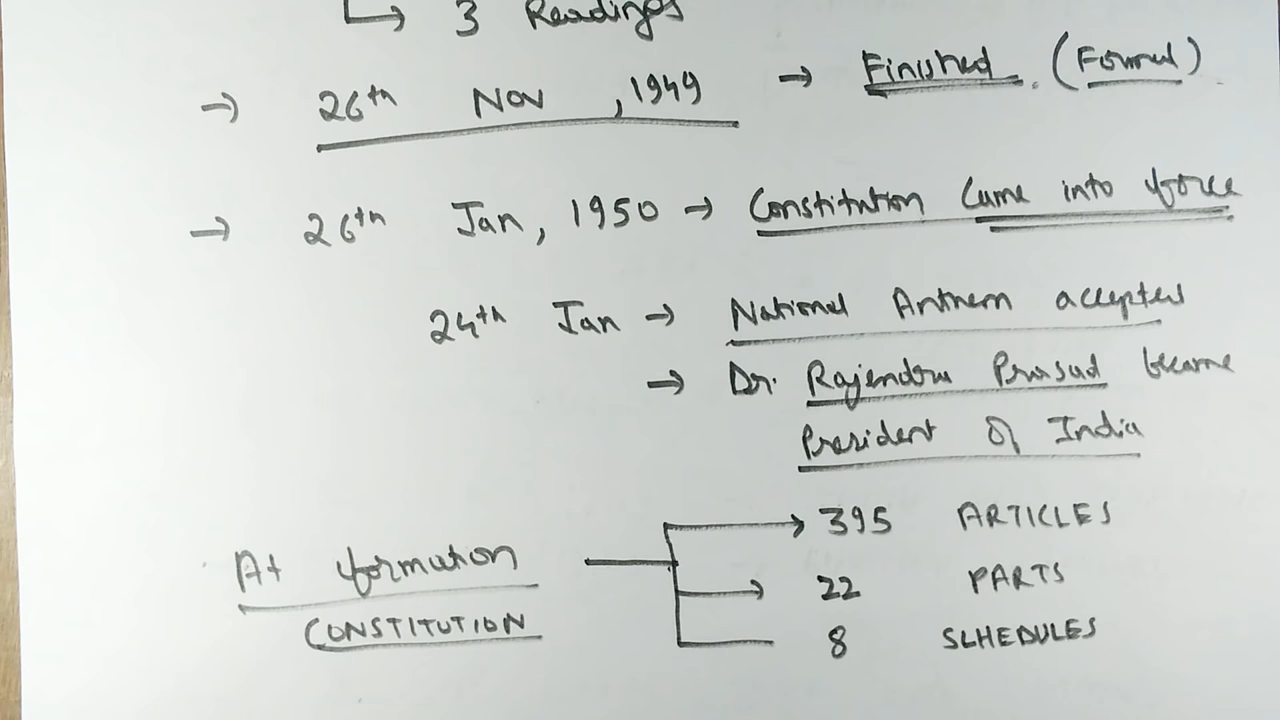 ↳ 3 Readings
→ 26th Nov, 1949 → Finished. (Formal)
→ 26th Jan, 1950 → Constitution Came into force
24th Jan → National Anthem accepted
→ Dr. Rajendra Prasad became
President of India
At formation
CONSTITUTION
→ 395 ARTICLES
→ 22 PARTS
8 SCHEDULES